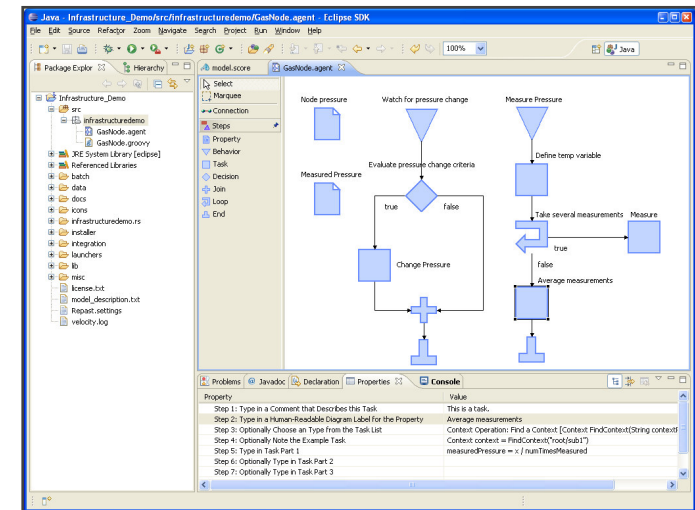 Java - Infrastructure_Demo/src/infrastructuredemo/GasNode.agent - Eclipse SDK
File Edit Source Refactor Zoom Navigate Search Project Run Window Help
100%
Java
Package Explor
Hierarchy
model.score
GasNode.agent
Infrastructure_Demo
src
infrastructuredemo
GasNode.agent
GasNode.groovy
JRE System Library [eclipse]
Referenced Libraries
batch
data
docs
icons
infrastructuredemo.rs
installer
integration
launchers
lib
misc
license.txt
model_description.txt
Repast.settings
velocity.log
Select
Marquee
Connection
Steps
Property
Behavior
Task
Decision
Join
Loop
End
Node pressure
Watch for pressure change
Measure Pressure
Define temp variable
Evaluate pressure change criteria
Measured Pressure
true
false
Take several measurements
Measure
true
false
Change Pressure
Average measurements
Problems
Javadoc
Declaration
Properties
Console
Property Value
Step 1: Type in a Comment that Describes this Task This is a task.
Step 2: Type in a Human-Readable Diagram Label for the Property Average measurements
Step 3: Optionally Choose an Type from the Task List Context Operation: Find a Context [Context FindContext(String contextF
Step 4: Optionally Note the Example Task Context context = FindContext("root/sub1")
Step 5: Type in Task Part 1 measuredPressure = x / numTimesMeasured
Step 6: Optionally Type in Task Part 2
Step 7: Optionally Type in Task Part 3